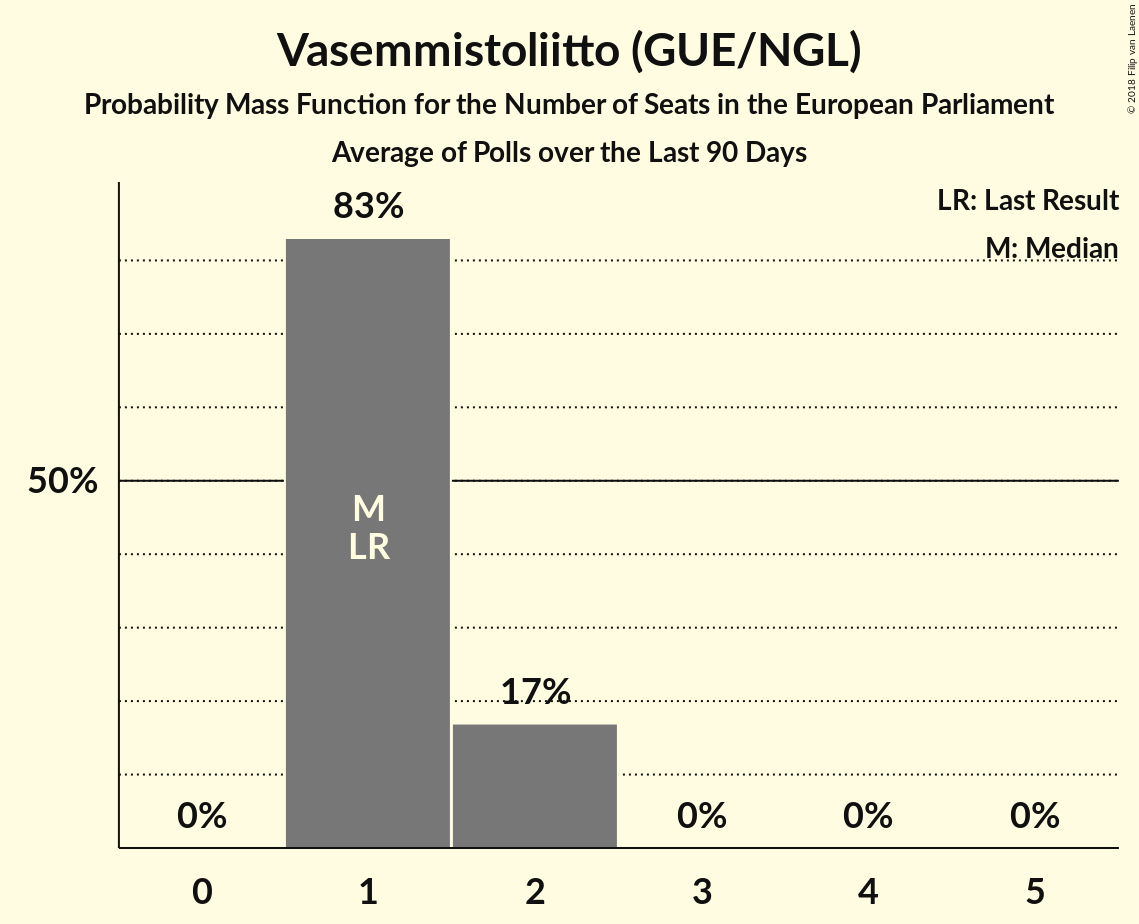 Vasemmistoliitto (GUE/NGL)
Probability Mass Function for the Number of Seats in the European Parliament
Average of Polls over the Last 90 Days
© 2018 Filip van Laenen
LR: Last Result
M: Median
83%
50%
M
LR
17%
0%
0%
0%
0%
0
1
2
3
4
5